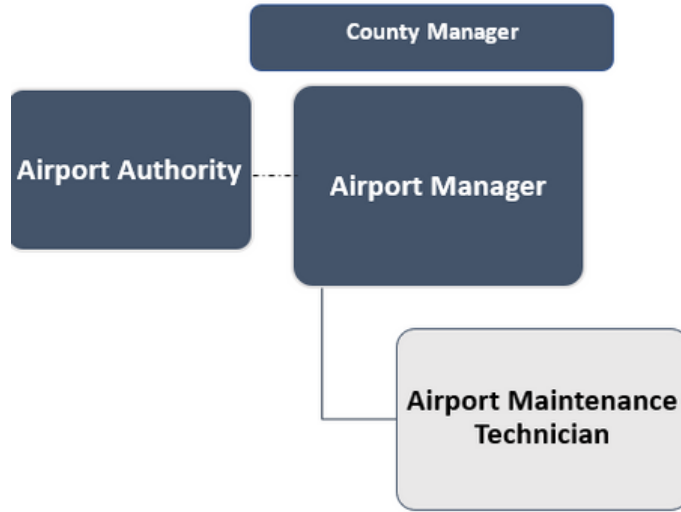 County Manager
Airport Authority
Airport Manager
Airport Maintenance
Technician